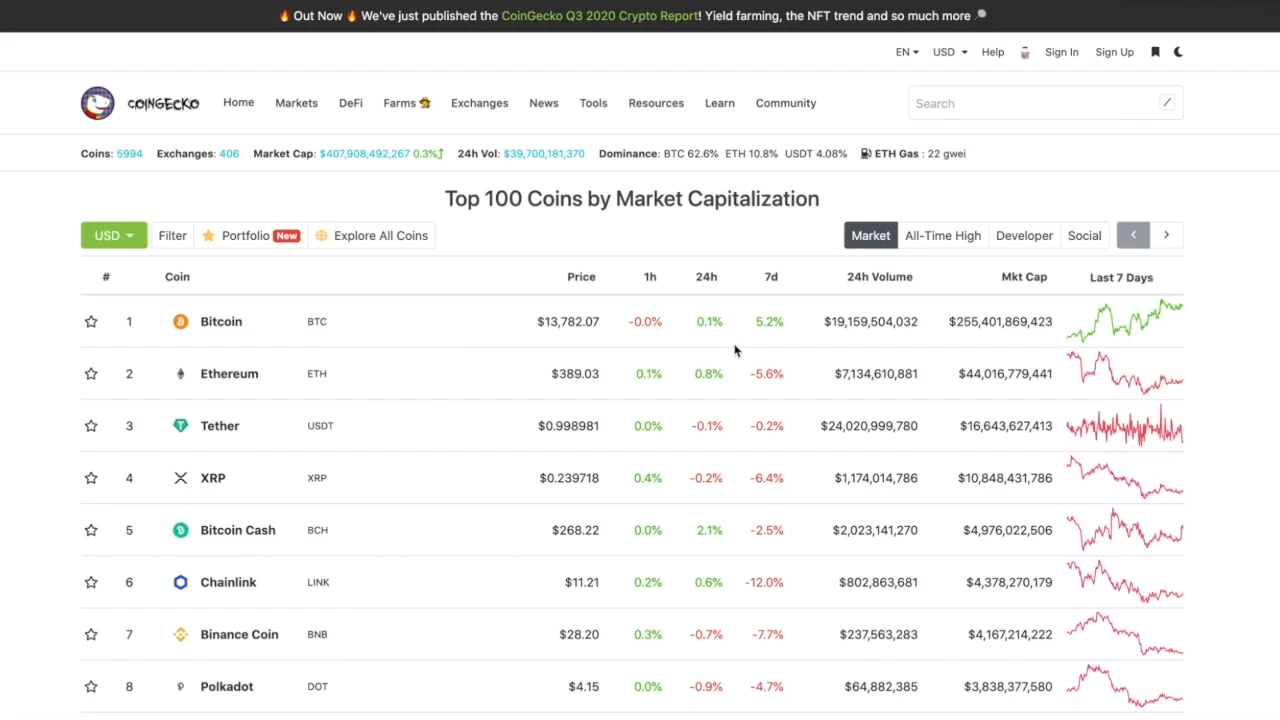 Out Now We've just published the CoinGecko Q3 2020 Crypto Report! Yield farming, the NFT trend and so much more
EN USD Help Sign In Sign Up
COINGECKO Home Markets DeFi Farms Exchanges News Tools Resources Learn Community Search /
Coins: 5994 Exchanges: 406 Market Cap: $407,908,492,267 0.3% 24h Vol: $39,700,181,370 Dominance: BTC 62.6% ETH 10.8% USDT 4.08% ETH Gas : 22 gwei
Top 100 Coins by Market Capitalization
USD Filter Portfolio New Explore All Coins Market All-Time High Developer Social
# Coin Price 1h 24h 7d 24h Volume Mkt Cap Last 7 Days
1 Bitcoin BTC $13,782.07 -0.0% 0.1% 5.2% $19,159,504,032 $255,401,869,423
2 Ethereum ETH $389.03 0.1% 0.8% -5.6% $7,134,610,881 $44,016,779,441
3 Tether USDT $0.998981 0.0% -0.1% -0.2% $24,020,999,780 $16,643,627,413
4 XRP XRP $0.239718 0.4% -0.2% -6.4% $1,174,014,786 $10,848,431,786
5 Bitcoin Cash BCH $268.22 0.0% 2.1% -2.5% $2,023,141,270 $4,976,022,506
6 Chainlink LINK $11.21 0.2% 0.6% -12.0% $802,863,681 $4,378,270,179
7 Binance Coin BNB $28.20 0.3% -0.7% -7.7% $237,563,283 $4,167,214,222
8 Polkadot DOT $4.15 0.0% -0.9% -4.7% $64,882,385 $3,838,377,580